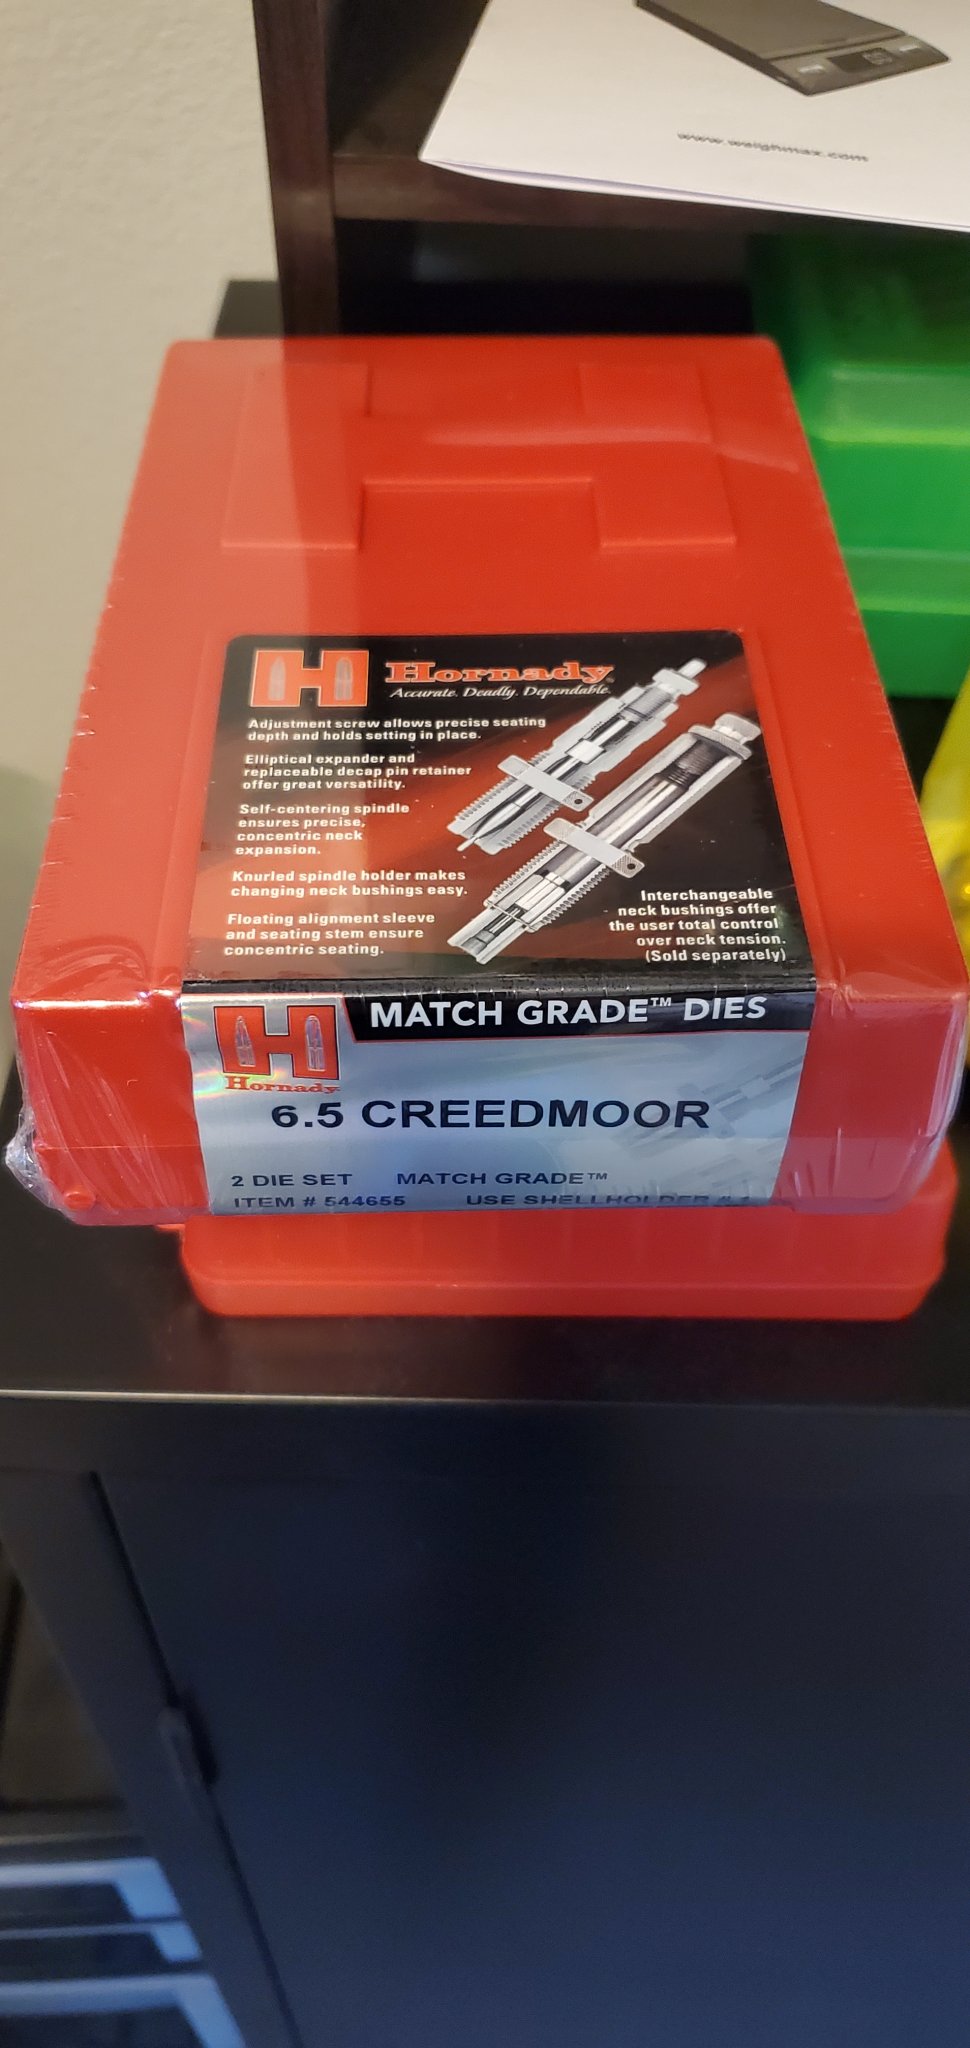 www.weighmax.com
Hornady
Accurate. Deadly. Dependable.
Adjustment screw allows precise seating
depth and holds setting in place.
Elliptical expander and
replaceable decap pin retainer
offer great versatility.
Self-centering spindle
ensures precise,
concentric neck
expansion.
Knurled spindle holder makes
changing neck bushings easy.
Floating alignment sleeve
and seating stem ensure
concentric seating.
Interchangeable
neck bushings offer
the user total control
over neck tension.
(Sold separately)
MATCH GRADE™ DIES
Hornady
6.5 CREEDMOOR
2 DIE SET MATCH GRADE™
ITEM # 544655 USE SHELLHOLDER